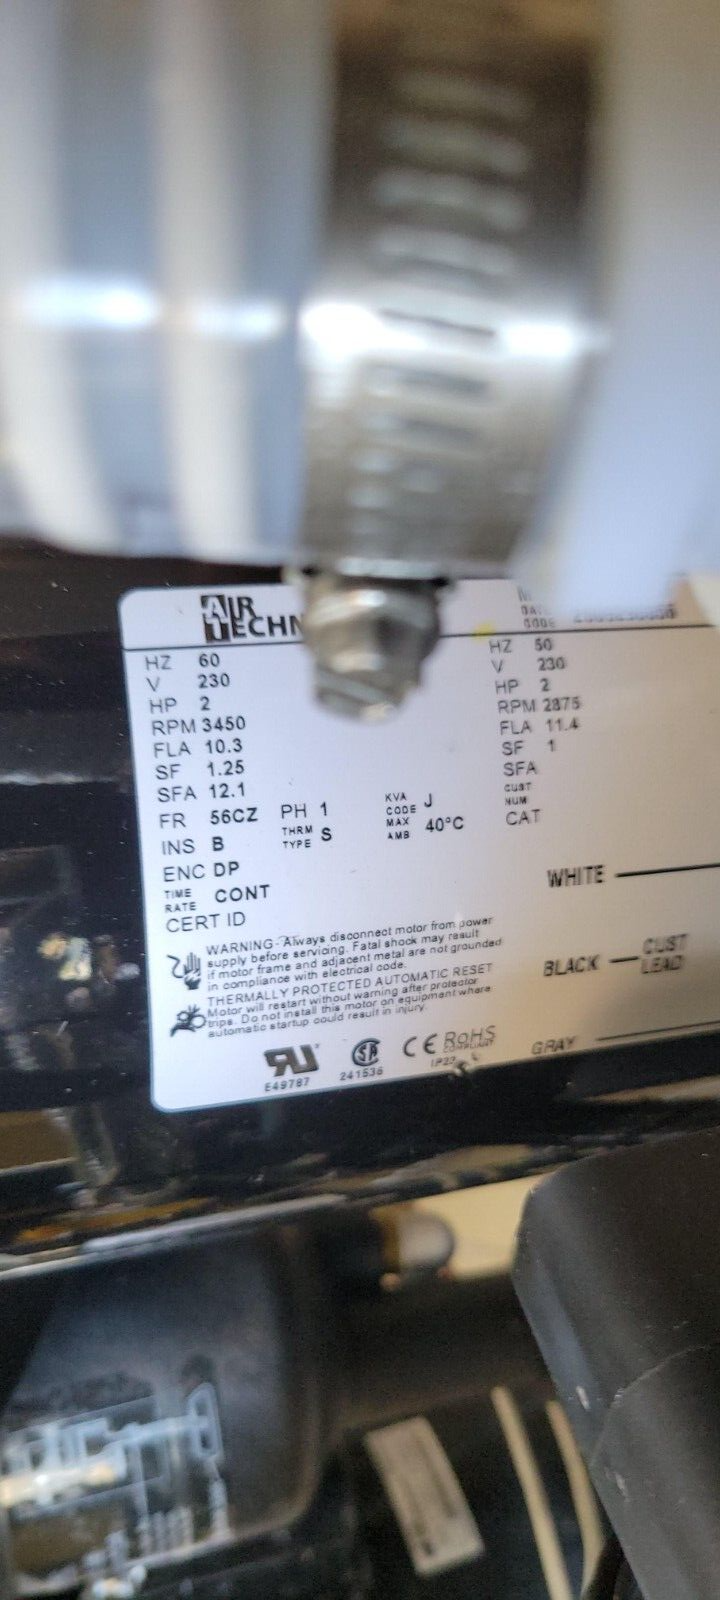 AIR
TECHN
DATE
CODE
HZ 60
V 230
HP 2
RPM 3450
FLA 10.3
SF 1.25
SFA 12.1
FR 56CZ PH 1 KVA CODE J
INS B THRM TYPE S MAX AMB 40°C
ENC DP
TIME RATE CONT
CERT ID
HZ 50
V 230
HP 2
RPM 2875
FLA 11.4
SF 1
SFA
CUST NUM
CAT
WARNING- Always disconnect motor from power
supply before servicing. Fatal shock may result
if motor frame and adjacent metal are not grounded
in compliance with electrical code.
THERMALLY PROTECTED AUTOMATIC RESET
Motor will restart without warning after protector
trips. Do not install this motor on equipment where
automatic startup could result in injury.
WHITE
BLACK CUST
LEAD
GRAY
E49787
SA
241536
CE
RoHS
COMPLIANT